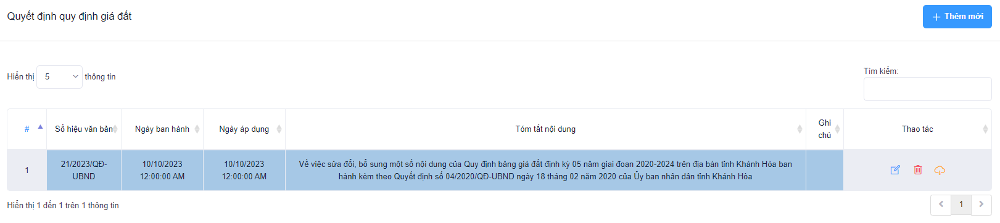 Quyết định quy định giá đất
Thêm mới
Hiển thị 5 thông tin
Tìm kiếm:
# Số hiệu văn bản Ngày ban hành Ngày áp dụng Tóm tắt nội dung Ghi chú Thao tác
1
21/2023/QĐ-
UBND
10/10/2023
12:00:00 AM
10/10/2023
12:00:00 AM
Về việc sửa đổi, bổ sung một số nội dung của Quy định bảng giá đất định kỳ 05 năm giai đoạn 2020-2024 trên địa bàn tỉnh Khánh Hòa ban
hành kèm theo Quyết định số 04/2020/QĐ-UBND ngày 18 tháng 02 năm 2020 của Ủy ban nhân dân tỉnh Khánh Hòa
Hiển thị 1 đến 1 trên 1 thông tin
1